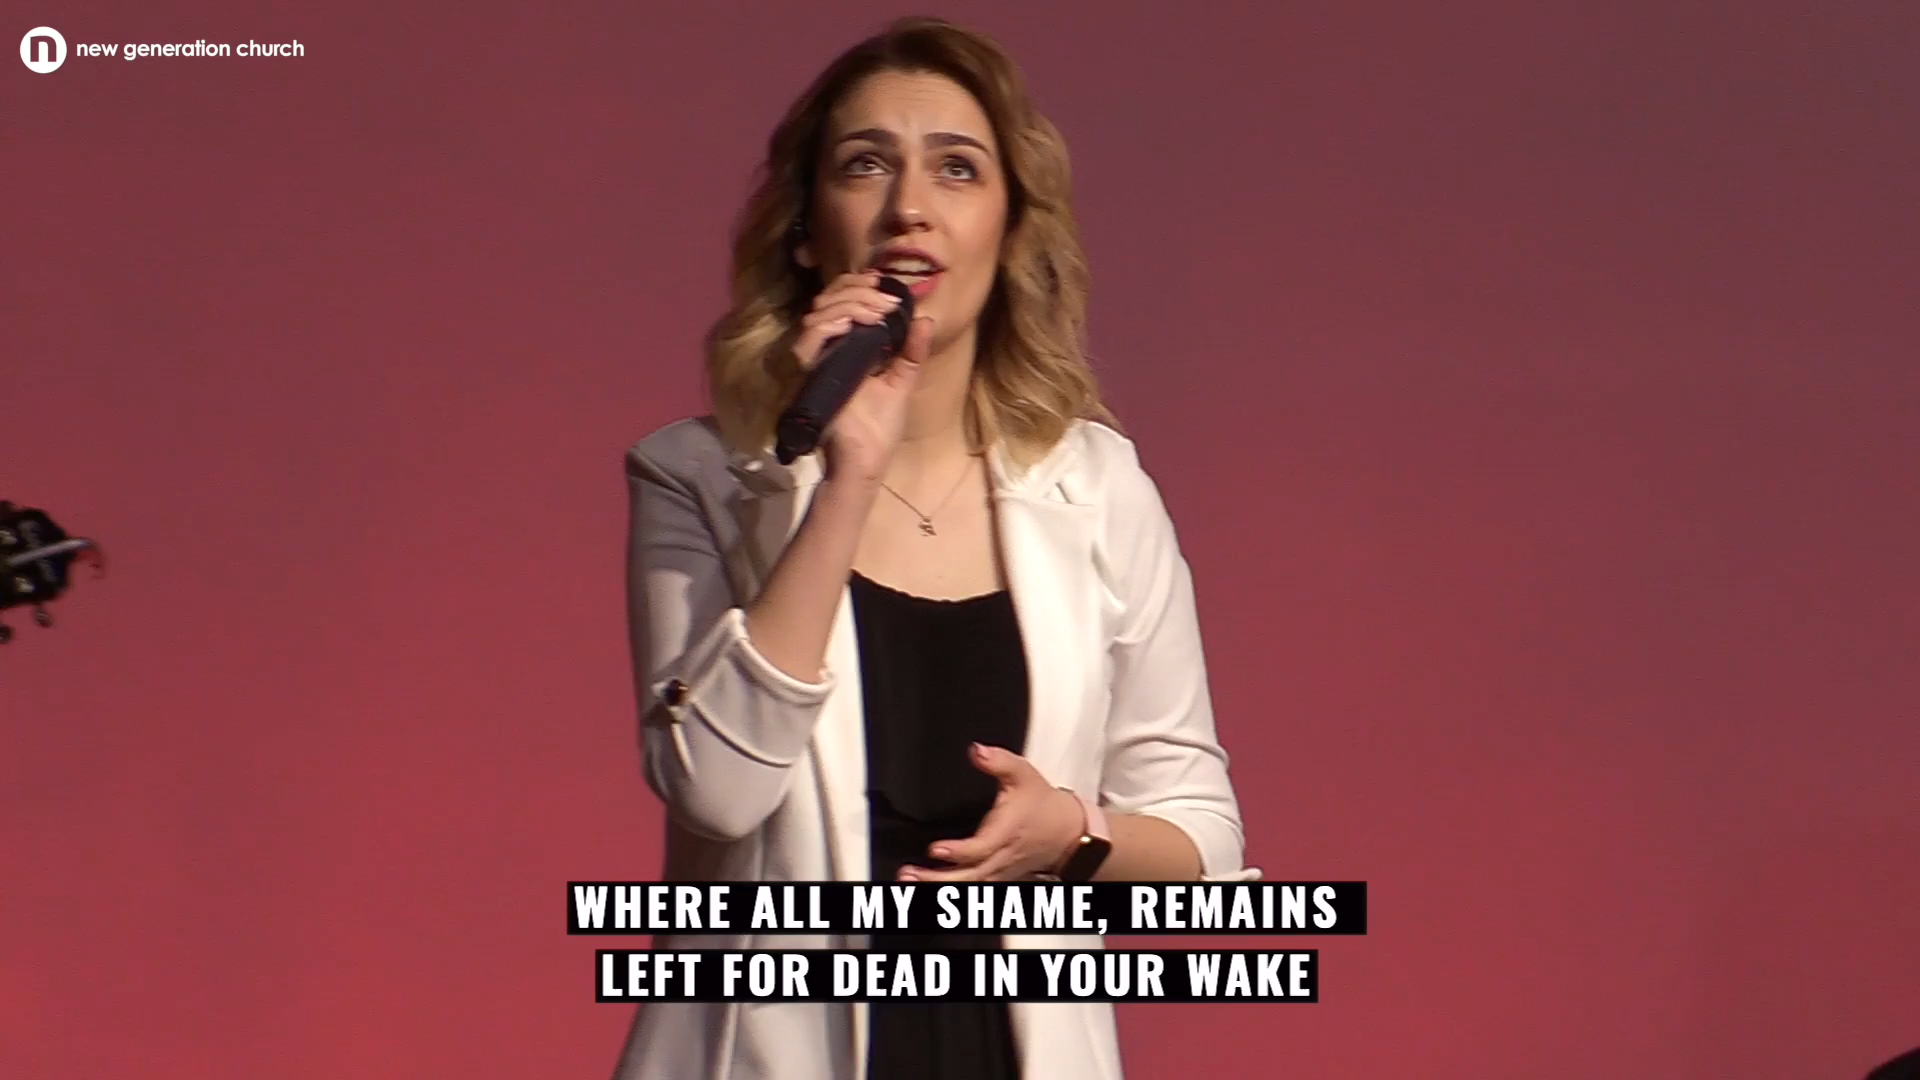 new generation church
WHERE ALL MY SHAME, REMAINS
LEFT FOR DEAD IN YOUR WAKE